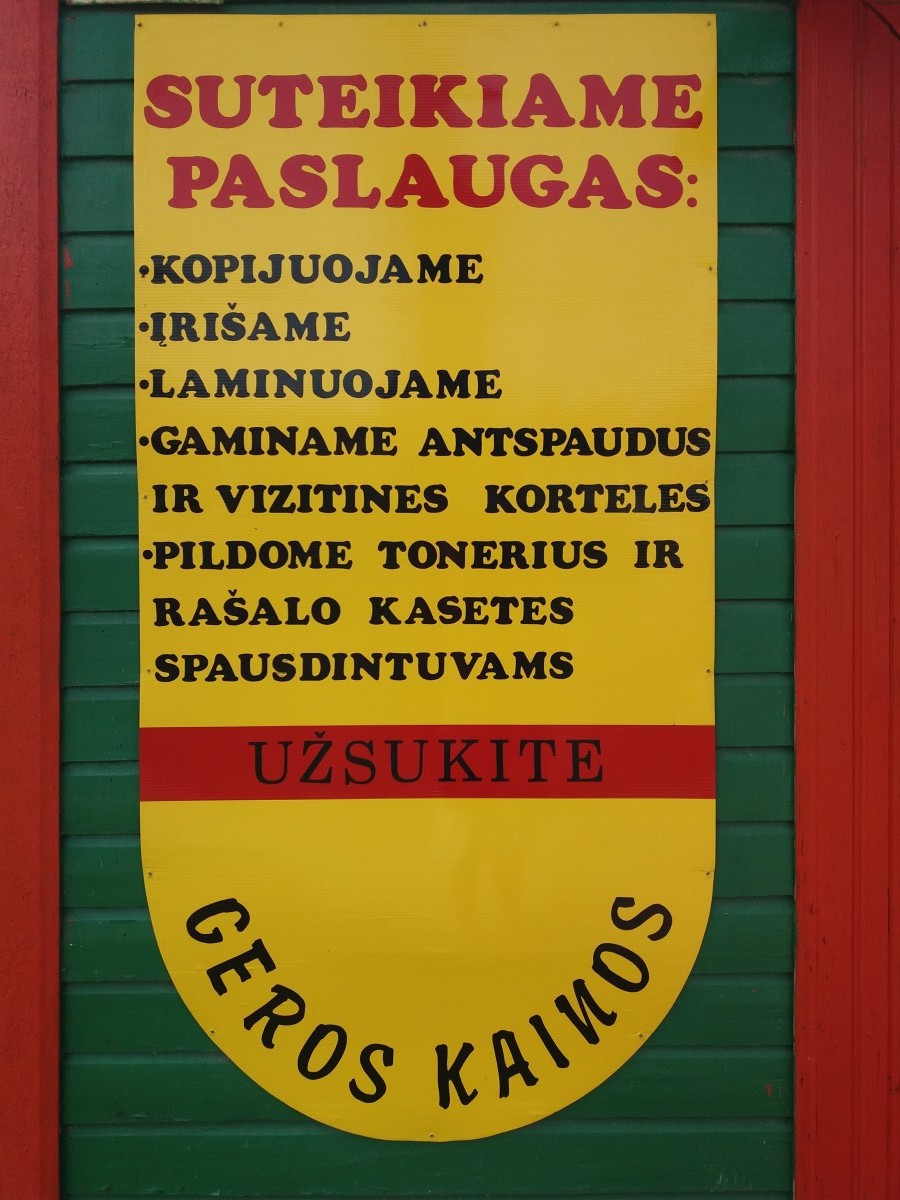 SUTEIKIAME
PASLAUGAS:
•KOPIJUOJAME
•ĮRIŠAME
•LAMINUOJAME
•GAMINAME ANTSPAUDUS
IR VIZITINES KORTELES
•PILDOME TONERIUS IR
RAŠALO KASETES
SPAUSDINTUVAMS
UŽSUKITE
GEROS KAINOS